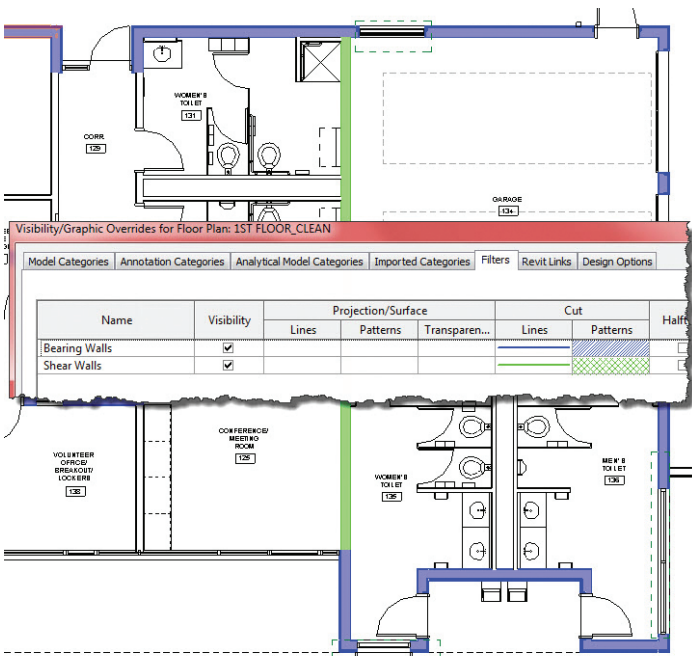 WOMEN'S
TOILET
131
CORR.
129
GARAGE
134
Visibility/Graphic Overrides for Floor Plan: 1ST FLOOR_CLEAN
Model Categories Annotation Categories Analytical Model Categories Imported Categories Filters Revit Links Design Options
Name Visibility Projection/Surface Cut
Lines Patterns Transparen... Lines Patterns
Bearing Walls
Shear Walls
CONFERENCE/
MEETING
ROOM
125
VOLUNTEER
OFFICE/
BREAKOUT/
LOCKERS
138
WOMEN'S
TOILET
135
MEN'S
TOILET
136